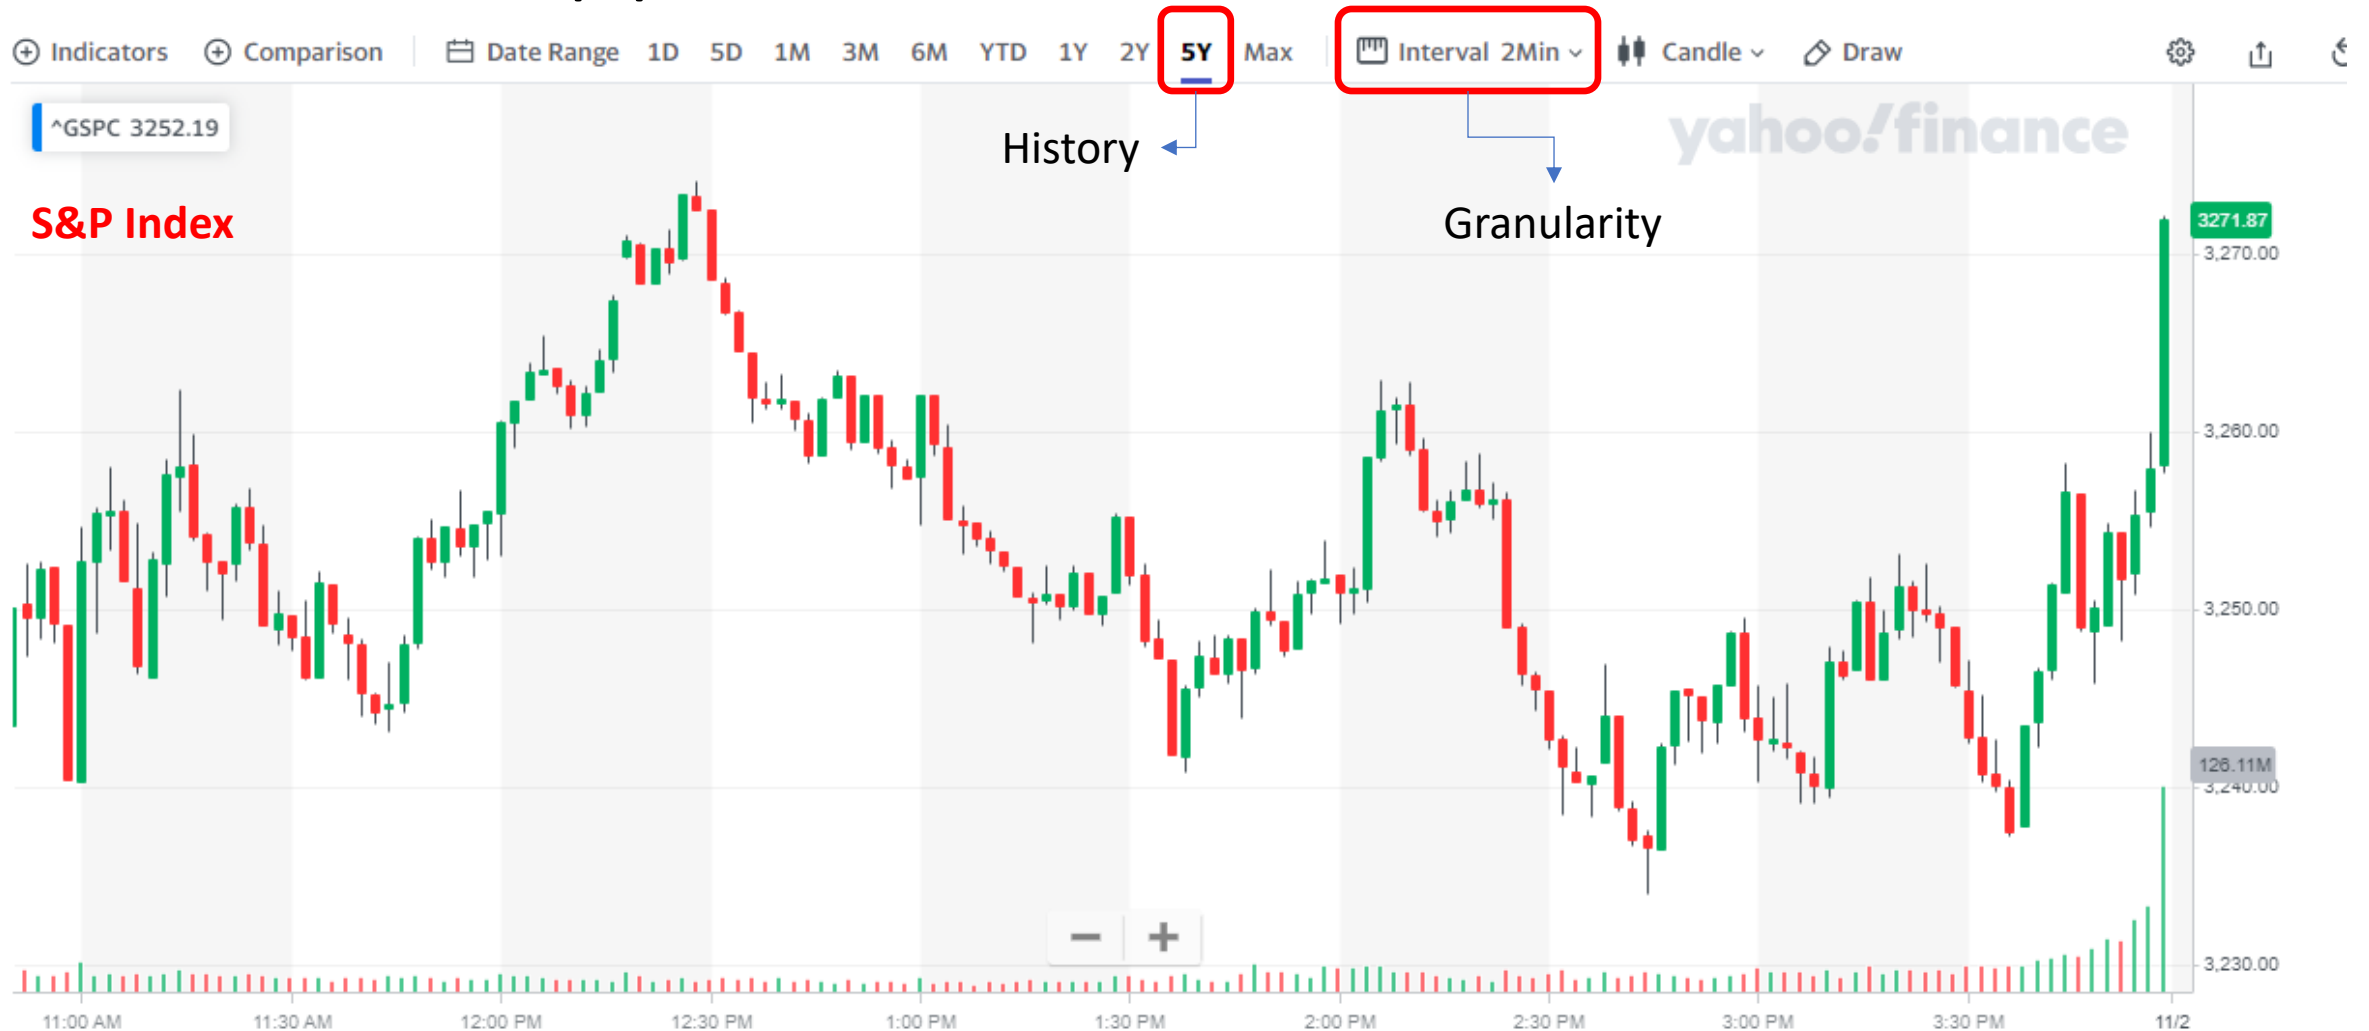 Indicators Comparison Date Range 1D 5D 1M 3M 6M YTD 1Y 2Y 5Y Max Interval 2Min Candle Draw
^GSPC 3252.19
yahoo!finance
History
S&P Index
Granularity
3271.87
3,270.00
3,260.00
3,250.00
126.11M
3,240.00
3,230.00
11:00 AM 11:30 AM 12:00 PM 12:30 PM 1:00 PM 1:30 PM 2:00 PM 2:30 PM 3:00 PM 3:30 PM 11/2